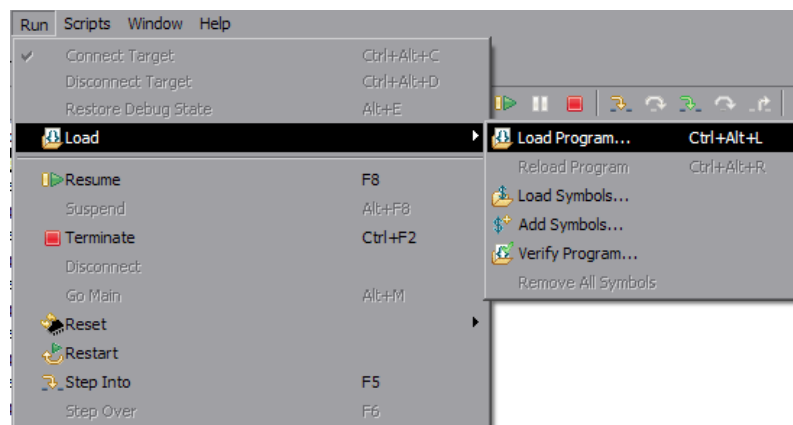 Run Scripts Window Help
Connect Target Ctrl+Alt+C
Disconnect Target Ctrl+Alt+D
Restore Debug State Alt+E
Load
Resume F8
Suspend Alt+F8
Terminate Ctrl+F2
Disconnect
Go Main Alt+M
Reset
Restart
Step Into F5
Step Over F6
Load Program... Ctrl+Alt+L
Reload Program Ctrl+Alt+R
Load Symbols...
Add Symbols...
Verify Program...
Remove All Symbols